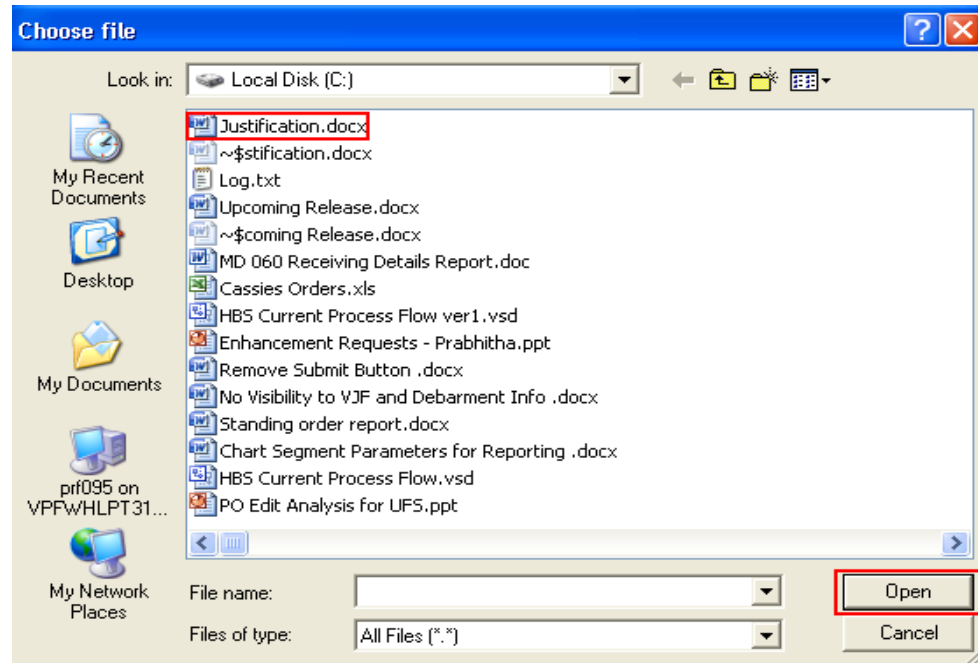 Choose file
Look in: Local Disk (C:)
My Recent
Documents
Desktop
My Documents
prf095 on
VPFWHLPT31...
My Network
Places
Justification.docx
~$stification.docx
Log.txt
Upcoming Release.docx
~$coming Release.docx
MD 060 Receiving Details Report.doc
Cassies Orders.xls
HBS Current Process Flow ver1.vsd
Enhancement Requests - Prabhitha.ppt
Remove Submit Button .docx
No Visibility to VJF and Debarment Info .docx
Standing order report.docx
Chart Segment Parameters for Reporting .docx
HBS Current Process Flow.vsd
PO Edit Analysis for UFS.ppt
File name: Open
Files of type: All Files (*.*) Cancel